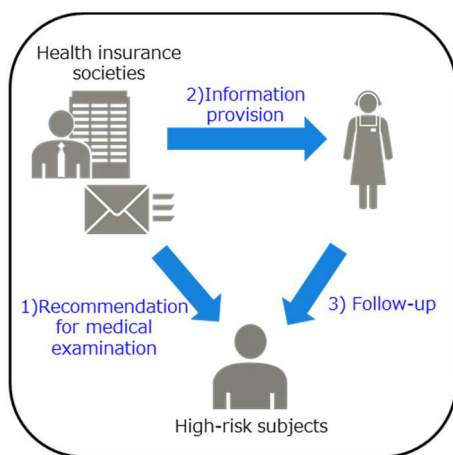 Health insurance
societies
2)Information
provision
1)Recommendation
for medical
examination
3) Follow-up
High-risk subjects